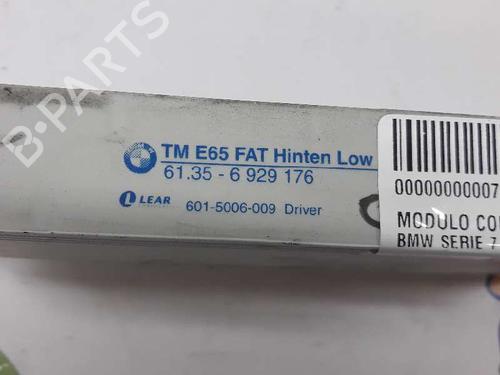 TM E65 FAT Hinten Low
61.35 - 6 929 176
LEAR
601-5006-009 Driver
00000000007
MODULO CO
BMW SERIE 7
B-PARTS